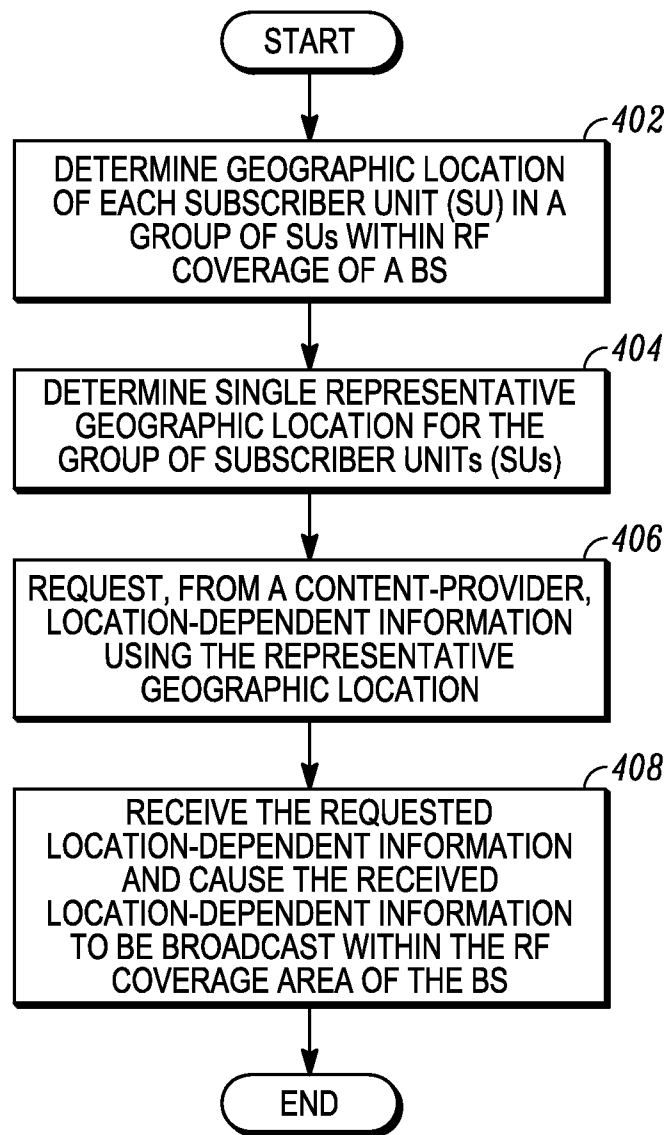 START
402
DETERMINE GEOGRAPHIC LOCATION
OF EACH SUBSCRIBER UNIT (SU) IN A
GROUP OF SUs WITHIN RF
COVERAGE OF A BS
404
DETERMINE SINGLE REPRESENTATIVE
GEOGRAPHIC LOCATION FOR THE
GROUP OF SUBSCRIBER UNITs (SUs)
406
REQUEST, FROM A CONTENT-PROVIDER,
LOCATION-DEPENDENT INFORMATION
USING THE REPRESENTATIVE
GEOGRAPHIC LOCATION
408
RECEIVE THE REQUESTED
LOCATION-DEPENDENT INFORMATION
AND CAUSE THE RECEIVED
LOCATION-DEPENDENT INFORMATION
TO BE BROADCAST WITHIN THE RF
COVERAGE AREA OF THE BS
END